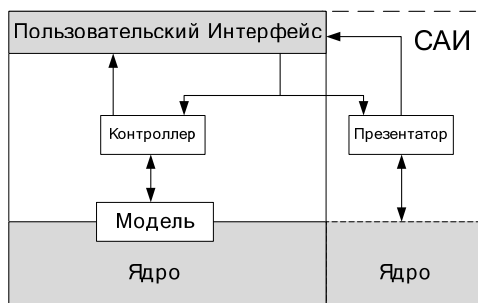 Пользовательский Интерфейс
САИ
Контроллер
Презентатор
Модель
Ядро
Ядро